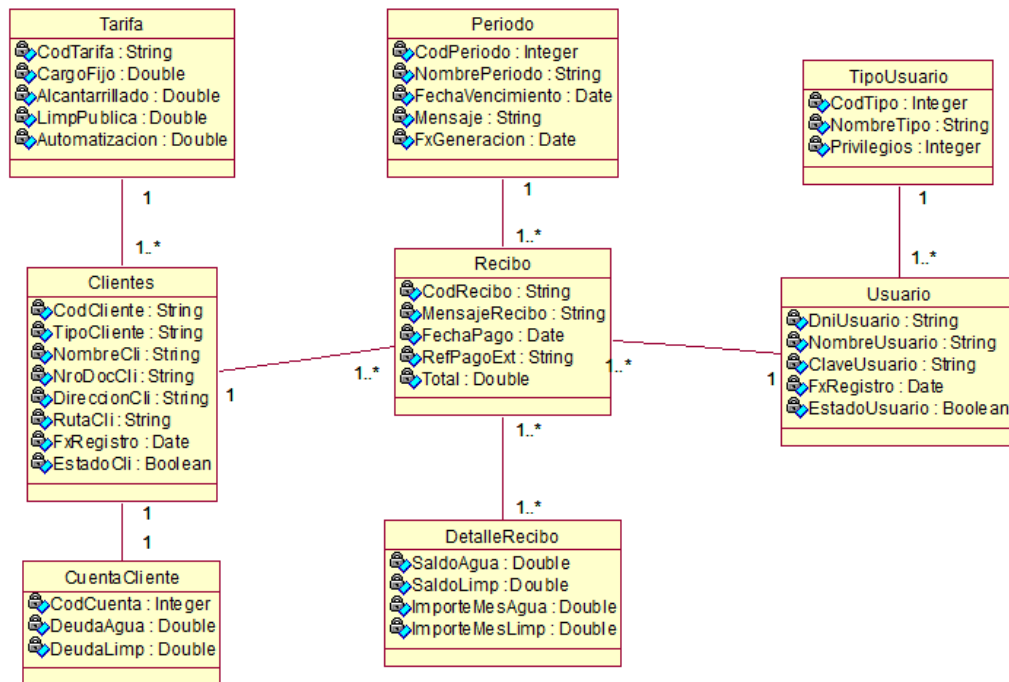 Tarifa
CodTarifa : String
CargoFijo : Double
Alcantarillado : Double
LimpPublica : Double
Automatizacion : Double
1
1..*
Periodo
CodPeriodo : Integer
NombrePeriodo : String
FechaVencimiento : Date
Mensaje : String
FxGeneracion : Date
1
1..*
TipoUsuario
CodTipo : Integer
NombreTipo : String
Privilegios : Integer
1
1..*
Clientes
CodCliente : String
TipoCliente : String
NombreCli : String
NroDocCli : String
DireccionCli : String
RutaCli : String
FxRegistro : Date
EstadoCli : Boolean
1
1..*
Recibo
CodRecibo : String
MensajeRecibo : String
FechaPago : Date
RefPagoExt : String
Total : Double
1..*
1
Usuario
DniUsuario : String
NombreUsuario : String
ClaveUsuario : String
FxRegistro : Date
EstadoUsuario : Boolean
1
1
CuentaCliente
CodCuenta : Integer
DeudaAgua : Double
DeudaLimp : Double
1..*
1..*
DetalleRecibo
SaldoAgua : Double
SaldoLimp : Double
ImporteMesAgua : Double
ImporteMesLimp : Double